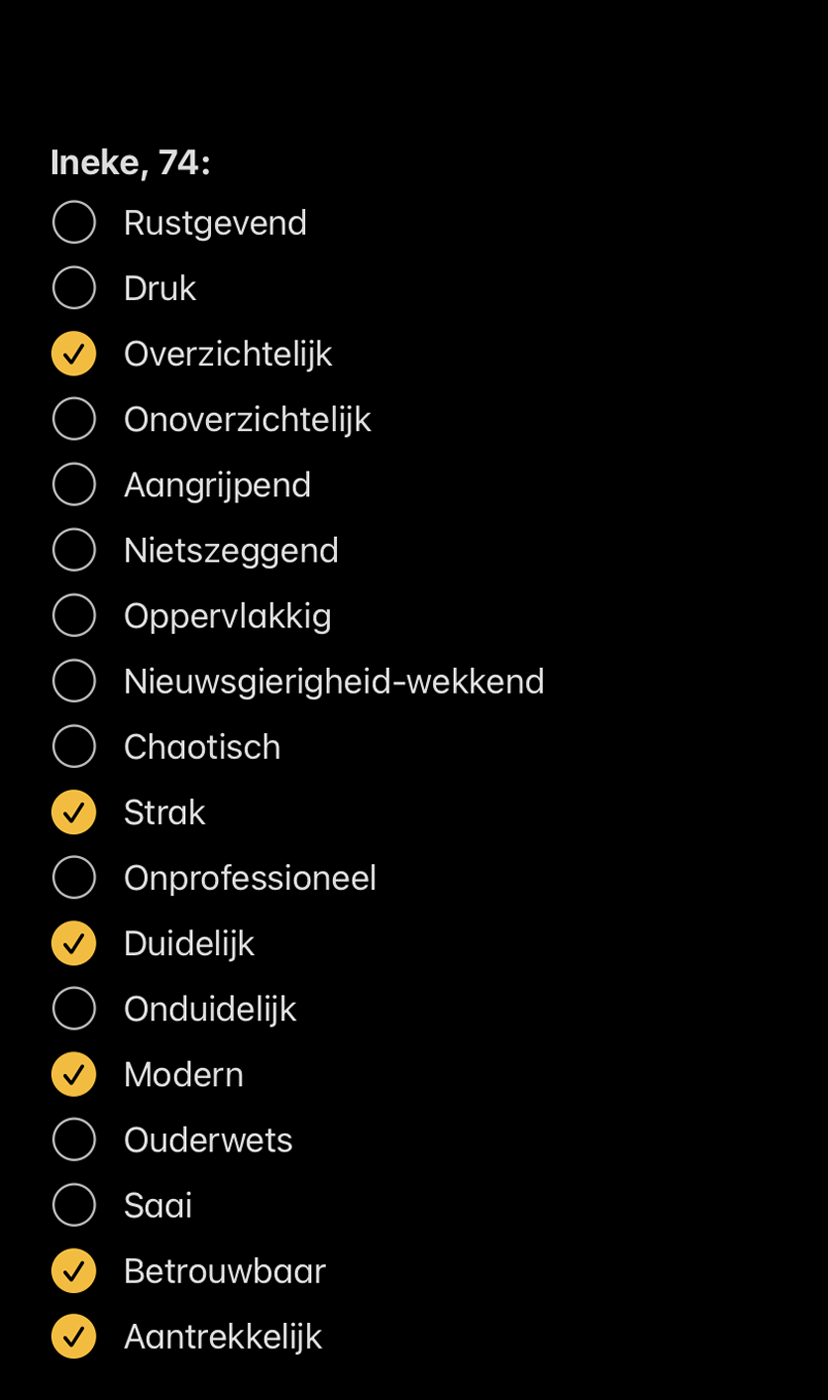 Ineke, 74:
Rustgevend
Druk
Overzichtelijk
Onoverzichtelijk
Aangrijpend
Nietszeggend
Oppervlakkig
Nieuwsgierigheid-wekkend
Chaotisch
Strak
Onprofessioneel
Duidelijk
Onduidelijk
Modern
Ouderwets
Saai
Betrouwbaar
Aantrekkelijk